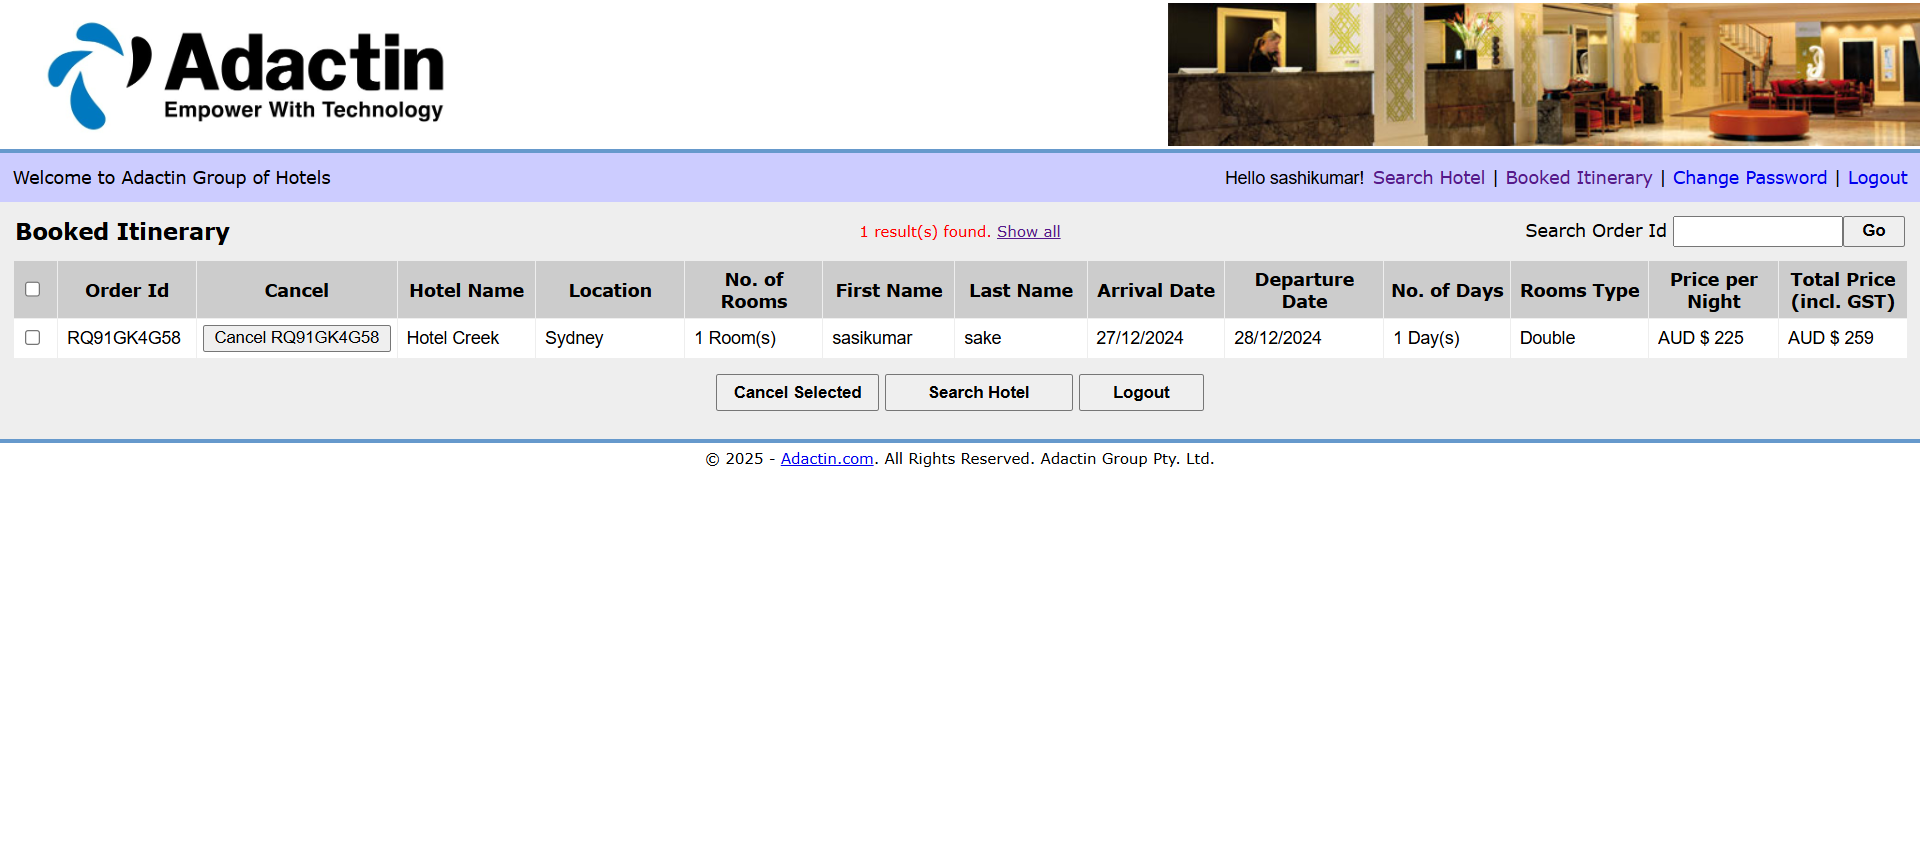 Adactin
Empower With Technology
Welcome to Adactin Group of Hotels
Hello sashikumar! Search Hotel | Booked Itinerary | Change Password | Logout
Booked Itinerary
1 result(s) found. Show all
Search Order Id Go
Order Id Cancel Hotel Name Location No. of Rooms First Name Last Name Arrival Date Departure Date No. of Days Rooms Type Price per Night Total Price (incl. GST)
RQ91GK4G58 Cancel RQ91GK4G58 Hotel Creek Sydney 1 Room(s) sasikumar sake 27/12/2024 28/12/2024 1 Day(s) Double AUD $ 225 AUD $ 259
Cancel Selected Search Hotel Logout
© 2025 - Adactin.com. All Rights Reserved. Adactin Group Pty. Ltd.